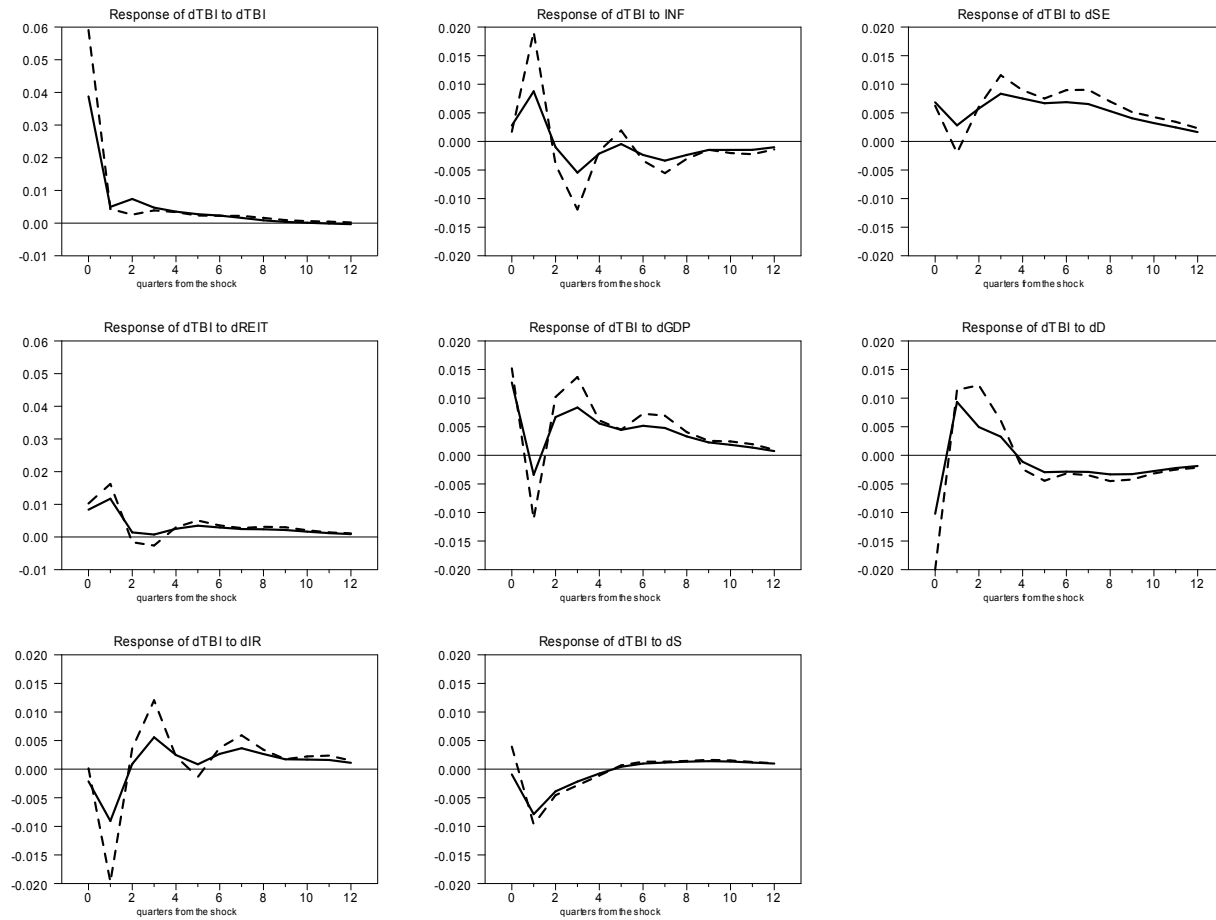 Response of dTBI to dTBI
0.06
0.05
0.04
0.03
0.02
0.01
0.00
-0.01
0 2 4 6 8 10 12
quarters from the shock
Response of dTBI to INF
0.020
0.015
0.010
0.005
0.000
-0.005
-0.010
-0.015
-0.020
0 2 4 6 8 10 12
quarters from the shock
Response of dTBI to dSE
0.020
0.015
0.010
0.005
0.000
-0.005
-0.010
-0.015
-0.020
0 2 4 6 8 10 12
quarters from the shock
Response of dTBI to dREIT
0.06
0.05
0.04
0.03
0.02
0.01
0.00
-0.01
0 2 4 6 8 10 12
quarters from the shock
Response of dTBI to dGDP
0.020
0.015
0.010
0.005
0.000
-0.005
-0.010
-0.015
-0.020
0 2 4 6 8 10 12
quarters from the shock
Response of dTBI to dD
0.020
0.015
0.010
0.005
0.000
-0.005
-0.010
-0.015
-0.020
0 2 4 6 8 10 12
quarters from the shock
Response of dTBI to dIR
0.020
0.015
0.010
0.005
0.000
-0.005
-0.010
-0.015
-0.020
0 2 4 6 8 10 12
quarters from the shock
Response of dTBI to dS
0.020
0.015
0.010
0.005
0.000
-0.005
-0.010
-0.015
-0.020
0 2 4 6 8 10 12
quarters from the shock